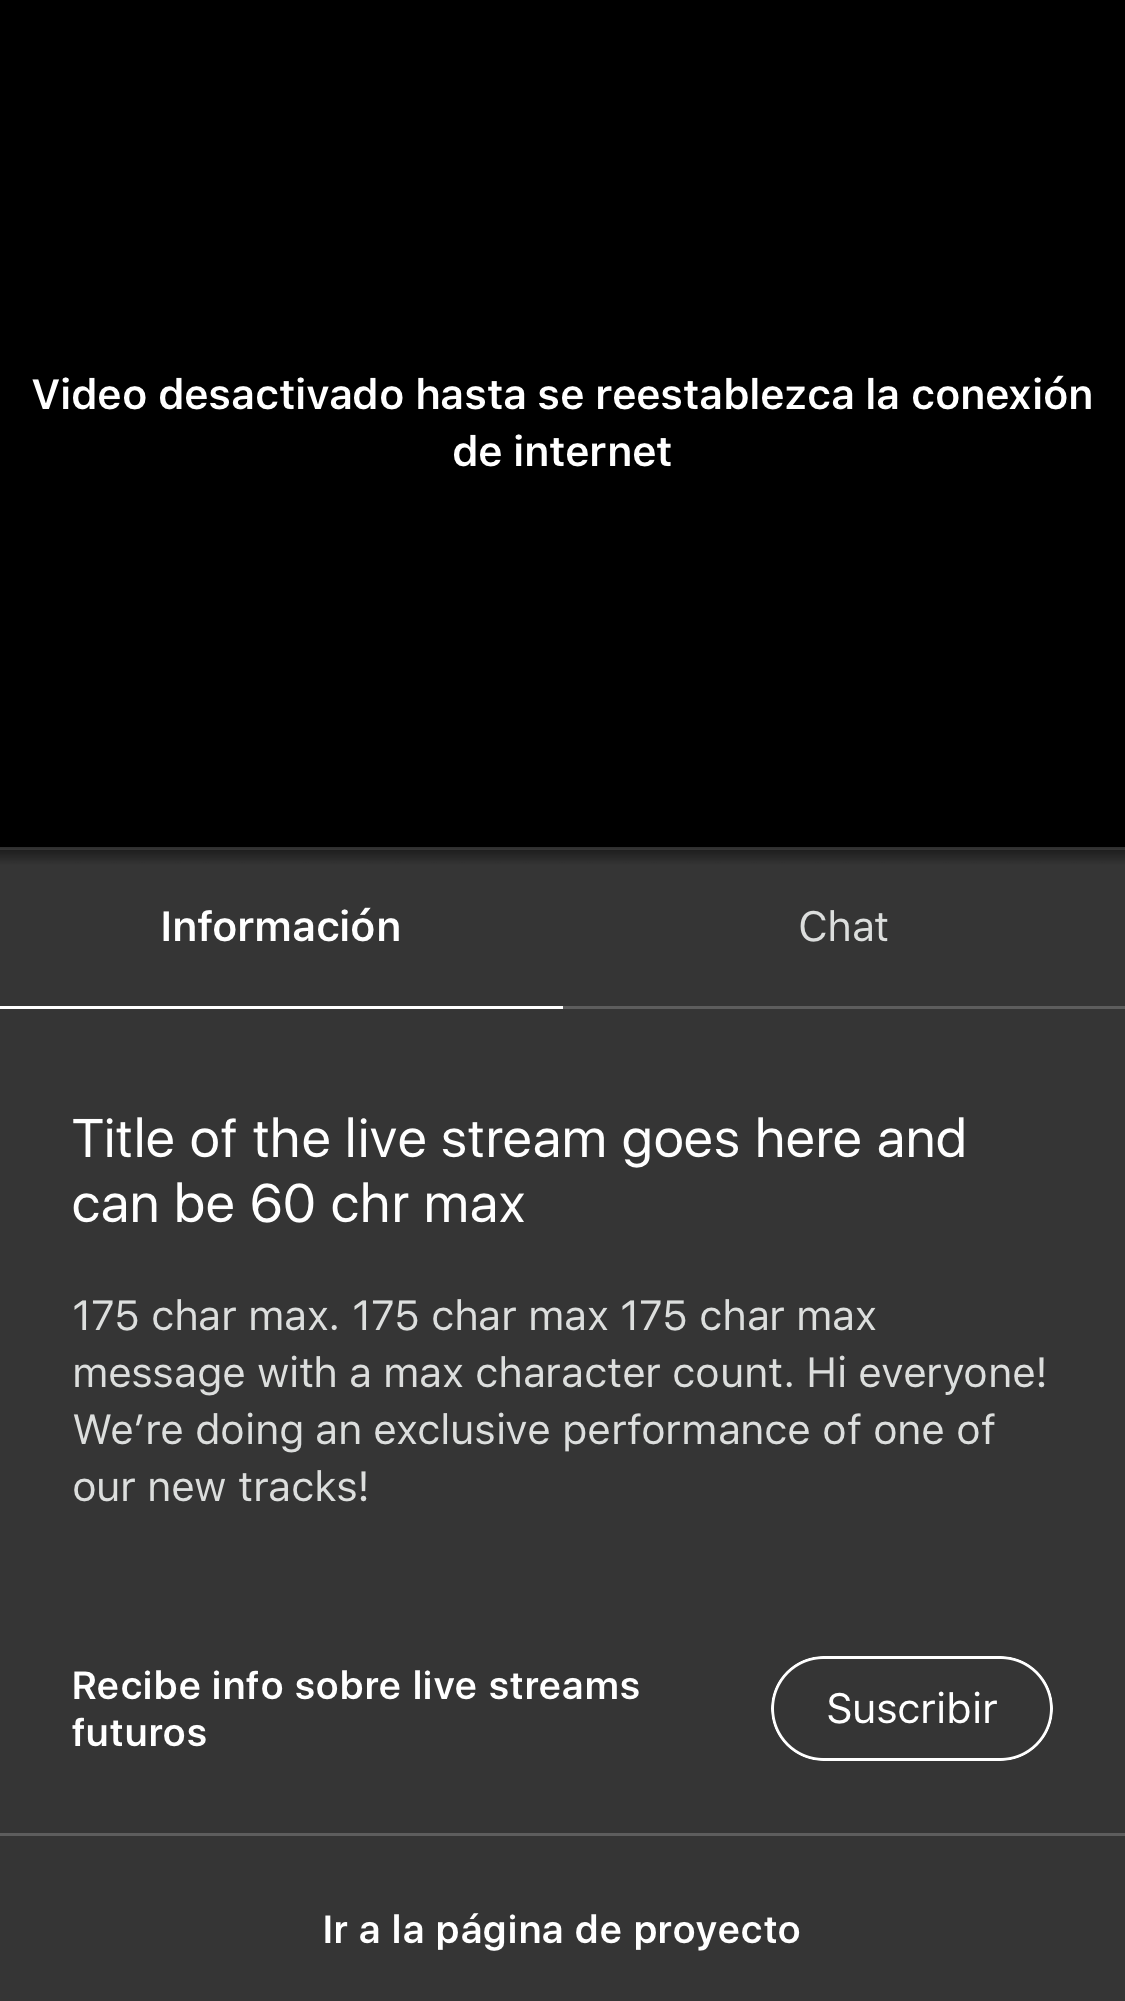 Video desactivado hasta se reestablezca la conexión
de internet
Información
Chat
Title of the live stream goes here and
can be 60 chr max
175 char max. 175 char max 175 char max
message with a max character count. Hi everyone!
We’re doing an exclusive performance of one of
our new tracks!
Recibe info sobre live streams
futuros
Suscribir
Ir a la página de proyecto